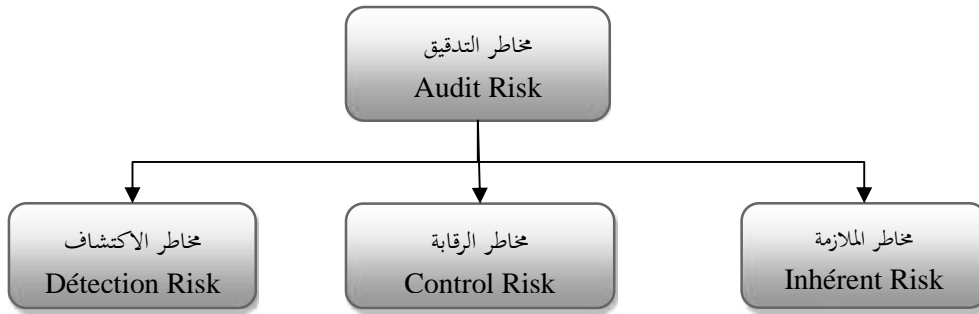 مخاطر التدقيق
Audit Risk
مخاطر الملازمة
Inhérent Risk
مخاطر الرقابة
Control Risk
مخاطر الاكتشاف
Détection Risk